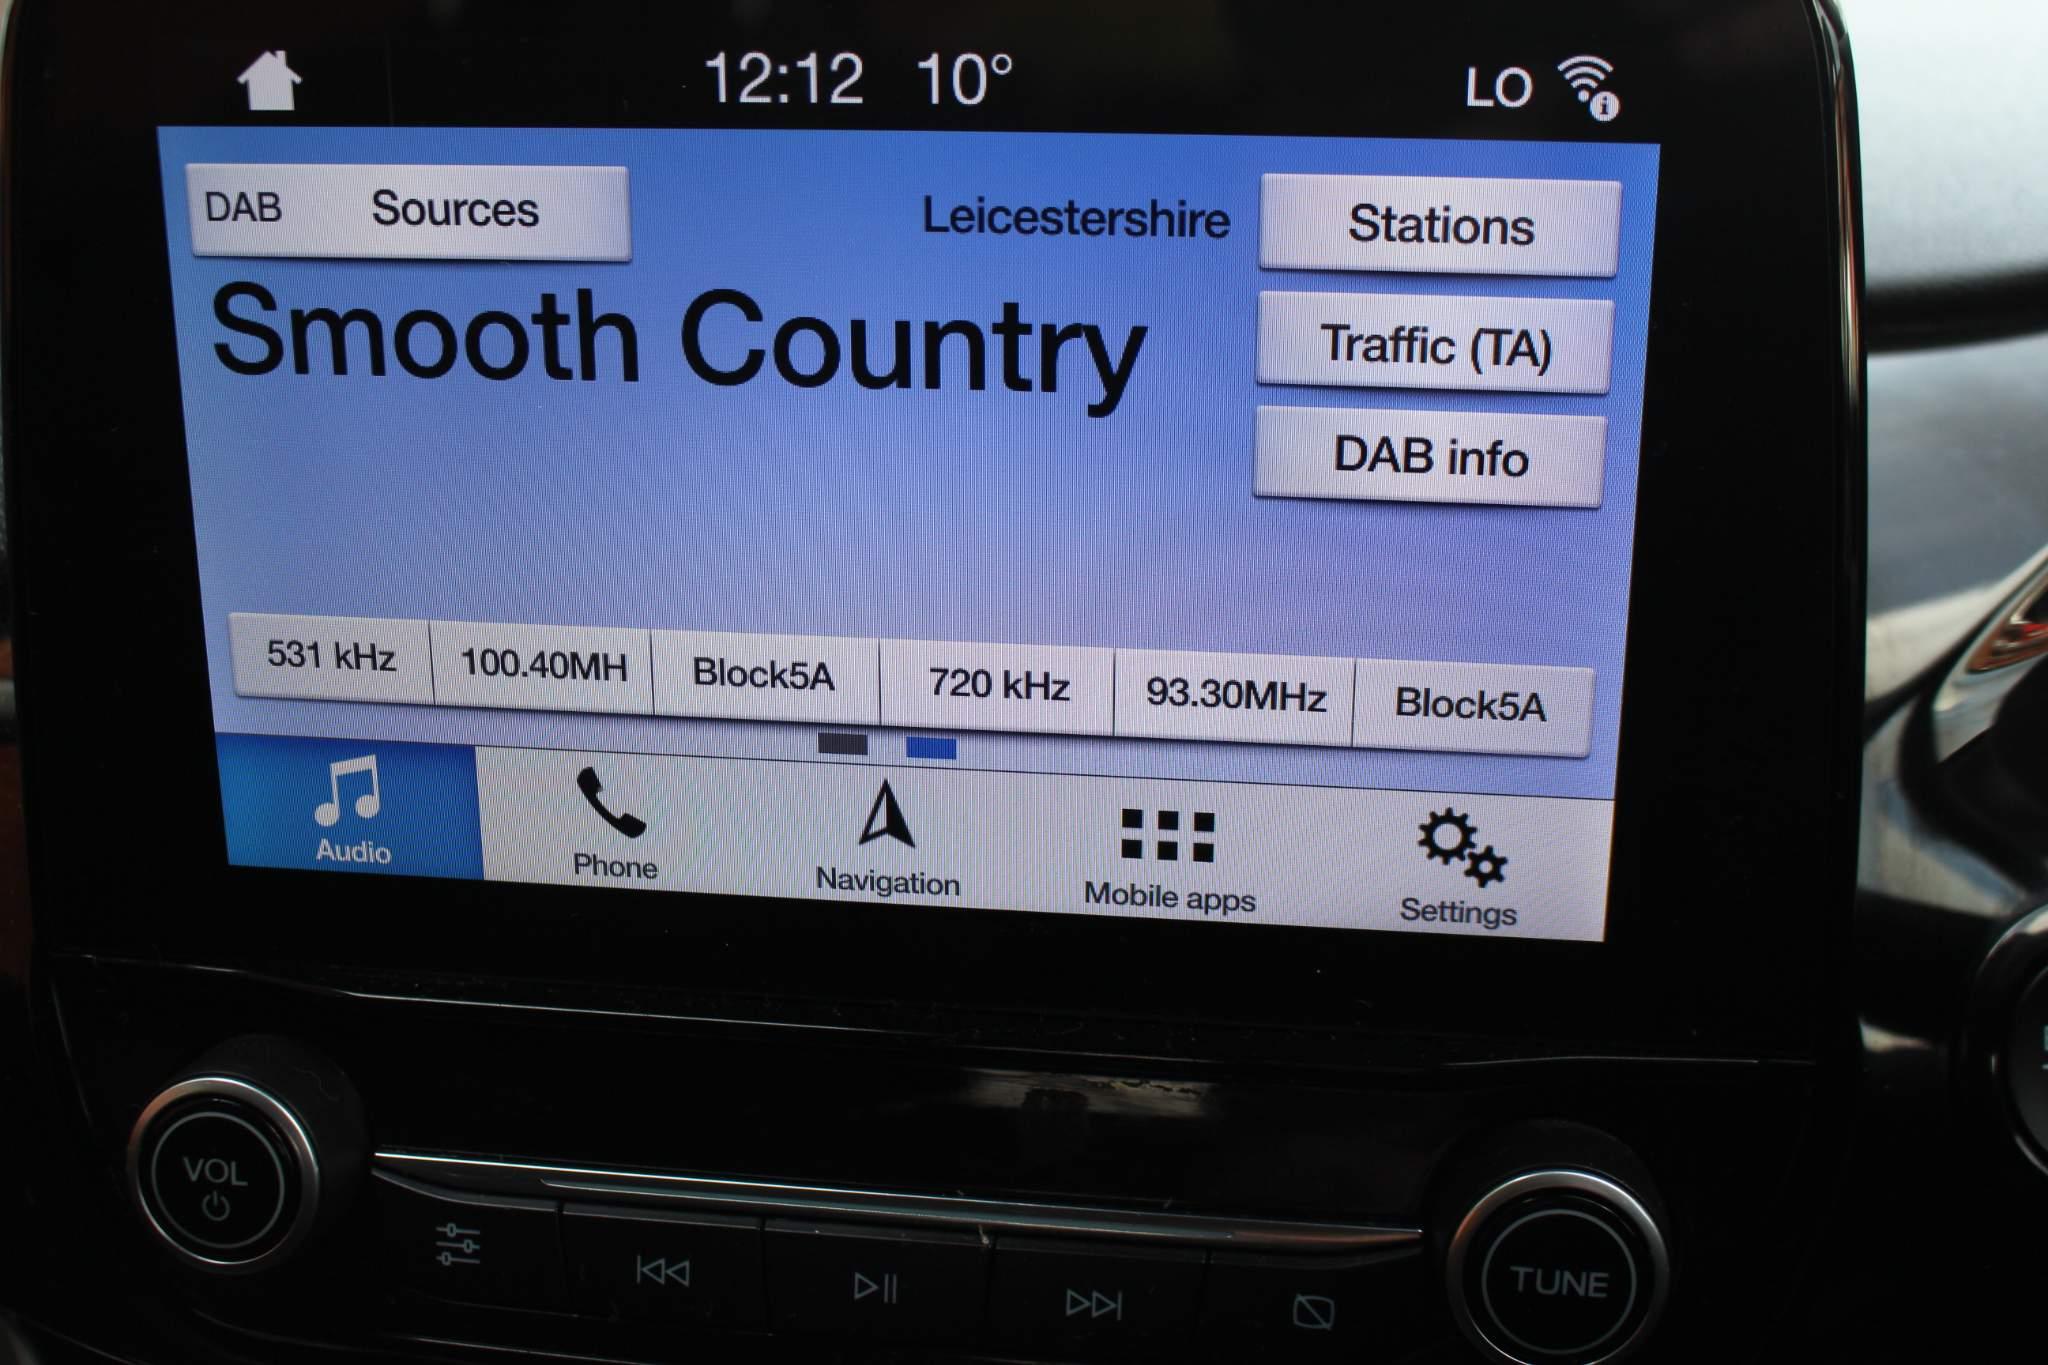 12:12 10° LO
DAB Sources Leicestershire Stations
Smooth Country Traffic (TA)
DAB info
531 kHz 100.40MH Block5A 720 kHz 93.30MHz Block5A
Audio Phone Navigation Mobile apps Settings
VOL
TUNE